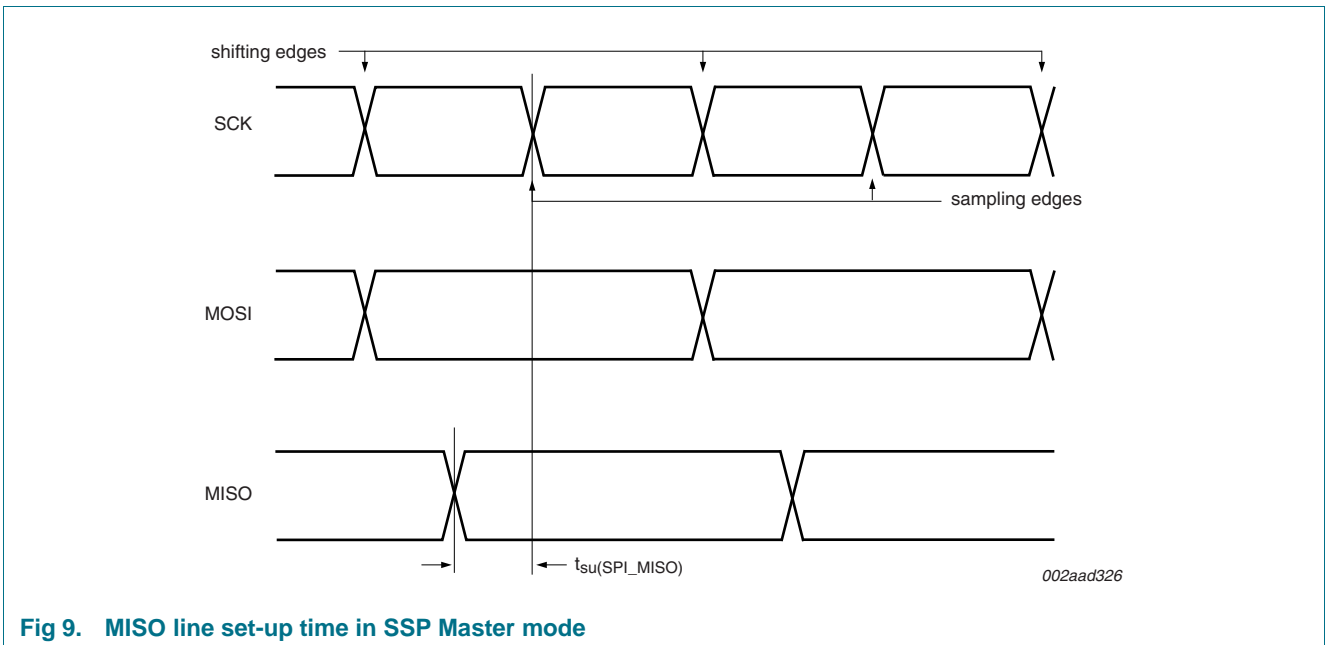 shifting edges
SCK
sampling edges
MOSI
MISO
tsu(SPI_MISO)
002aad326
Fig 9. MISO line set-up time in SSP Master mode